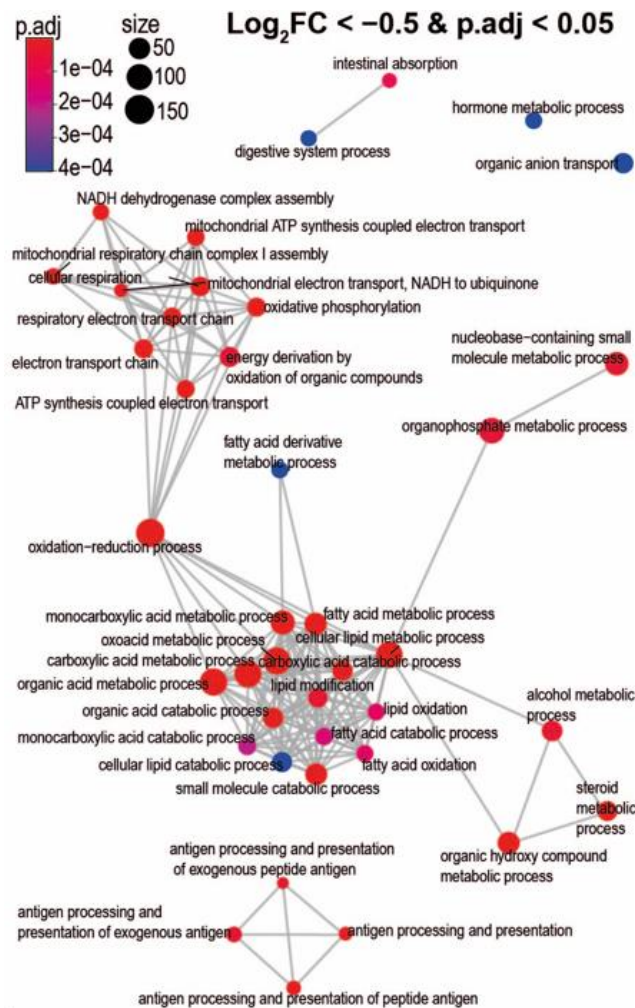 p.adj
1e−04
2e−04
3e−04
4e−04
size
50
100
150
Log2FC < −0.5 & p.adj < 0.05
intestinal absorption
digestive system process
hormone metabolic process
organic anion transport
NADH dehydrogenase complex assembly
mitochondrial ATP synthesis coupled electron transport
mitochondrial respiratory chain complex I assembly
cellular respiration
mitochondrial electron transport, NADH to ubiquinone
respiratory electron transport chain
oxidative phosphorylation
electron transport chain
energy derivation by
oxidation of organic compounds
ATP synthesis coupled electron transport
nucleobase-containing small
molecule metabolic process
organophosphate metabolic process
fatty acid derivative
metabolic process
oxidation-reduction process
monocarboxylic acid metabolic process
fatty acid metabolic process
oxoacid metabolic process
cellular lipid metabolic process
carboxylic acid metabolic process
carboxylic acid catabolic process
organic acid metabolic process
lipid modification
organic acid catabolic process
lipid oxidation
monocarboxylic acid catabolic process
fatty acid catabolic process
cellular lipid catabolic process
fatty acid oxidation
small molecule catabolic process
alcohol metabolic
process
steroid
metabolic
process
organic hydroxy compound
metabolic process
antigen processing and presentation
of exogenous peptide antigen
antigen processing and
presentation of exogenous antigen
antigen processing and presentation
antigen processing and presentation of peptide antigen